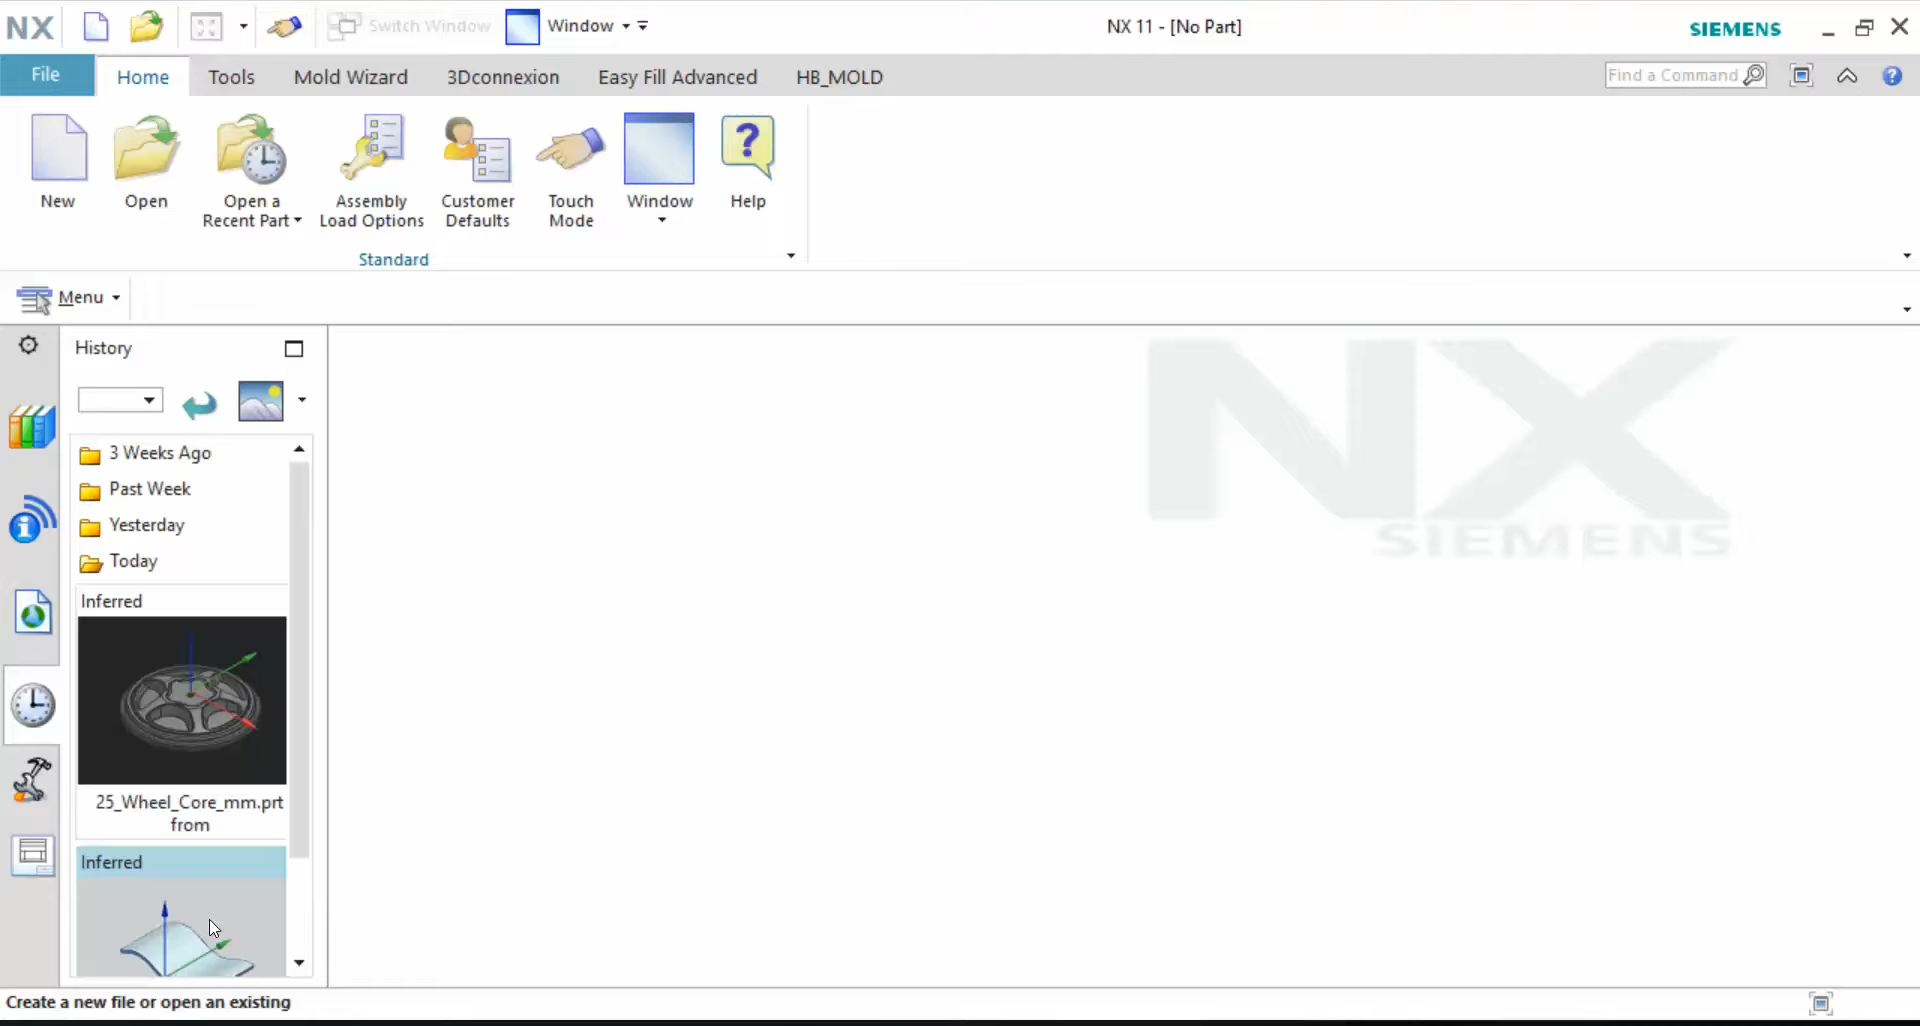 NX Switch Window Window NX 11 - [No Part] SIEMENS
File Home Tools Mold Wizard 3Dconnexion Easy Fill Advanced HB_MOLD Find a Command
New Open Open a Recent Part Assembly Load Options Customer Defaults Touch Mode Window Help
Standard
Menu
History
3 Weeks Ago
Past Week
Yesterday
Today
Inferred
25_Wheel_Core_mm.prt
from
Inferred
NX
SIEMENS
Create a new file or open an existing